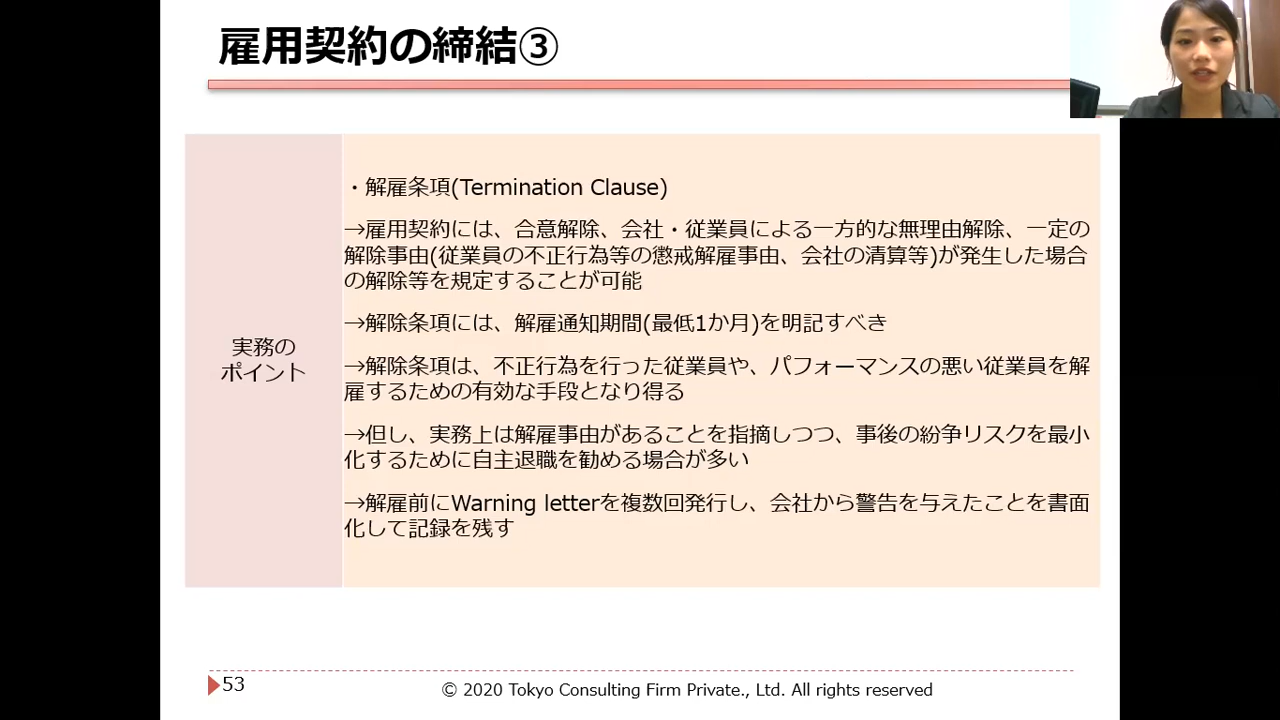 雇用契約の締結③
実務の
ポイント
・解雇条項(Termination Clause)
→雇用契約には、合意解除、会社・従業員による一方的な無理由解除、一定の
解除事由(従業員の不正行為等の懲戒解雇事由、会社の清算等)が発生した場合
の解除等を規定することが可能
→解除条項には、解雇通知期間(最低1か月)を明記すべき
→解除条項は、不正行為を行った従業員や、パフォーマンスの悪い従業員を解
雇するための有効な手段となり得る
→但し、実務上は解雇事由があることを指摘しつつ、事後の紛争リスクを最小
化するために自主退職を勧める場合が多い
→解雇前にWarning letterを複数回発行し、会社から警告を与えたことを書面
化して記録を残す
53
© 2020 Tokyo Consulting Firm Private., Ltd. All rights reserved